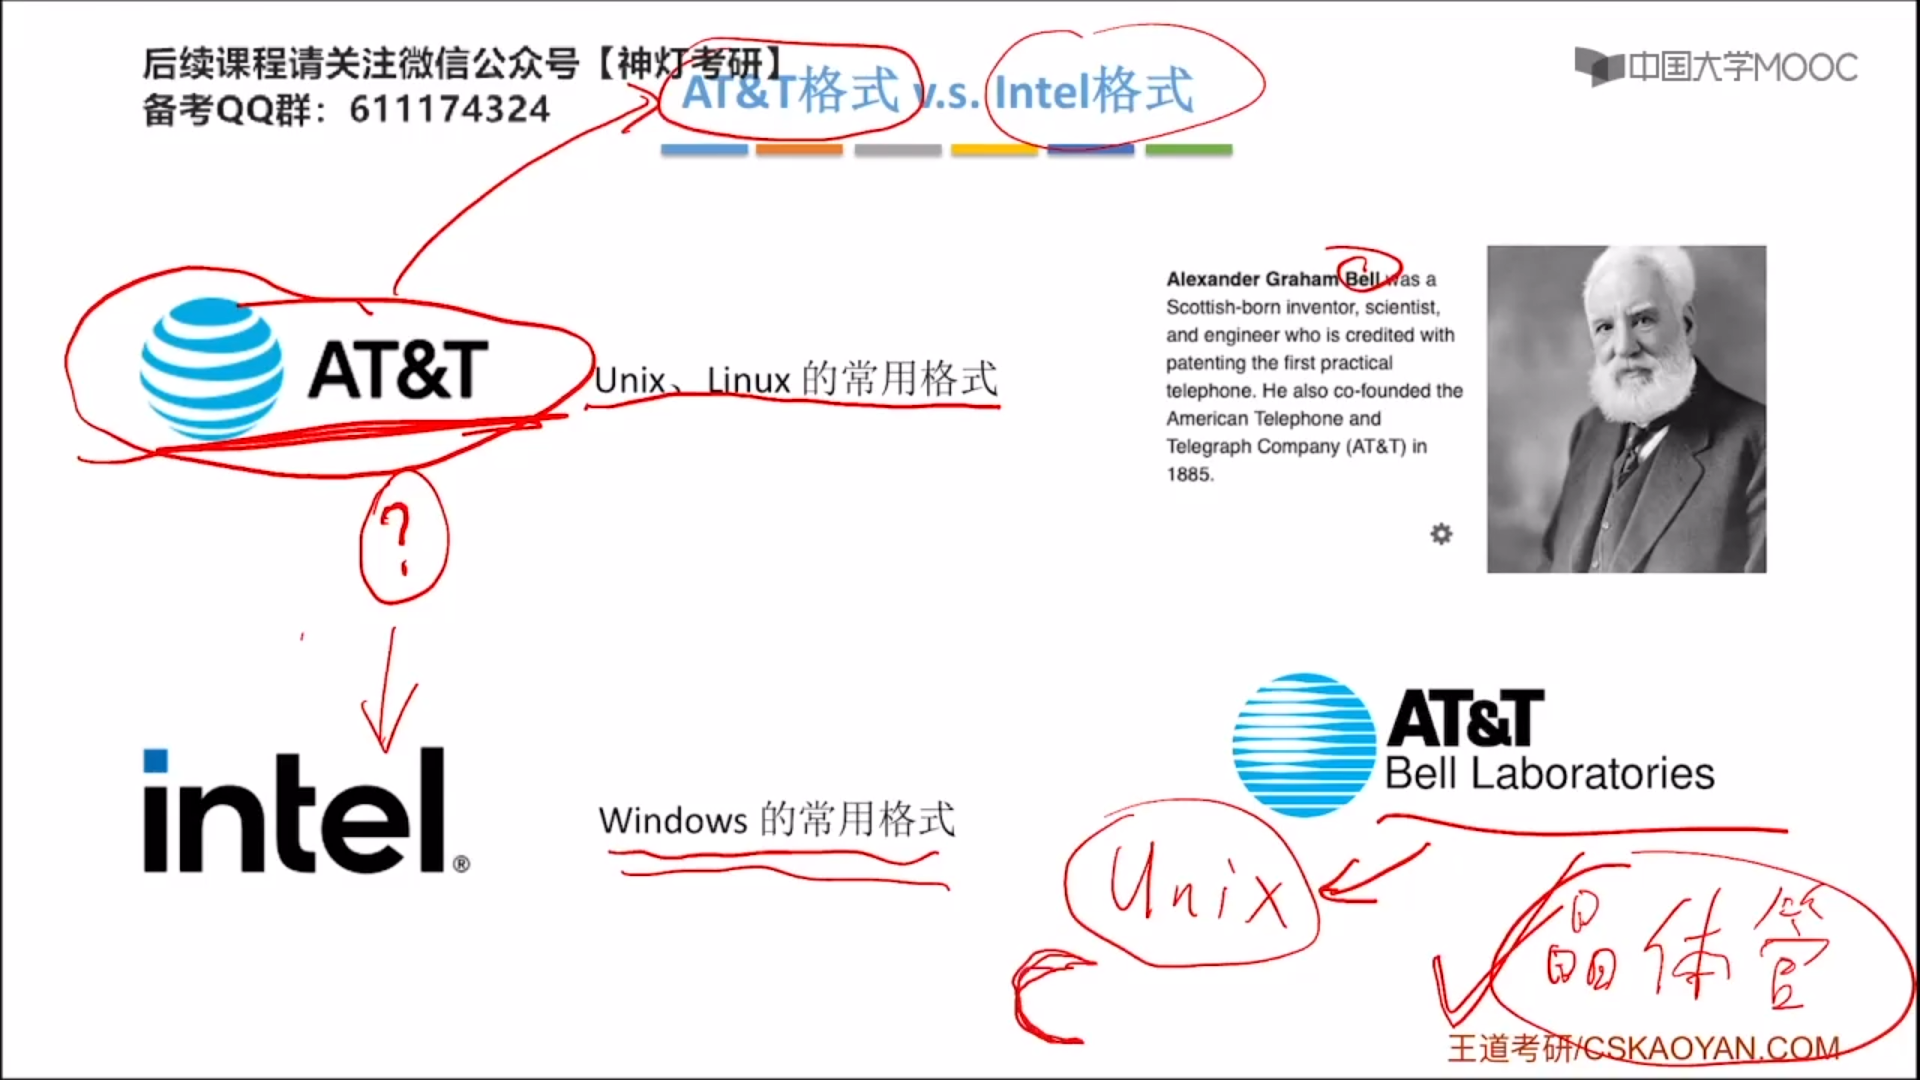 后续课程请关注微信公众号【神灯考研】
备考QQ群：611174324
AT&T格式 v.s. Intel格式
中国大学MOOC
Alexander Graham Bell was a
Scottish-born inventor, scientist,
and engineer who is credited with
patenting the first practical
telephone. He also co-founded the
American Telephone and
Telegraph Company (AT&T) in
1885.
AT&T
Unix、Linux 的常用格式
?
intel®
Windows 的常用格式
AT&T
Bell Laboratories
Unix
C
晶体管
王道考研/CSKAOYAN.COM